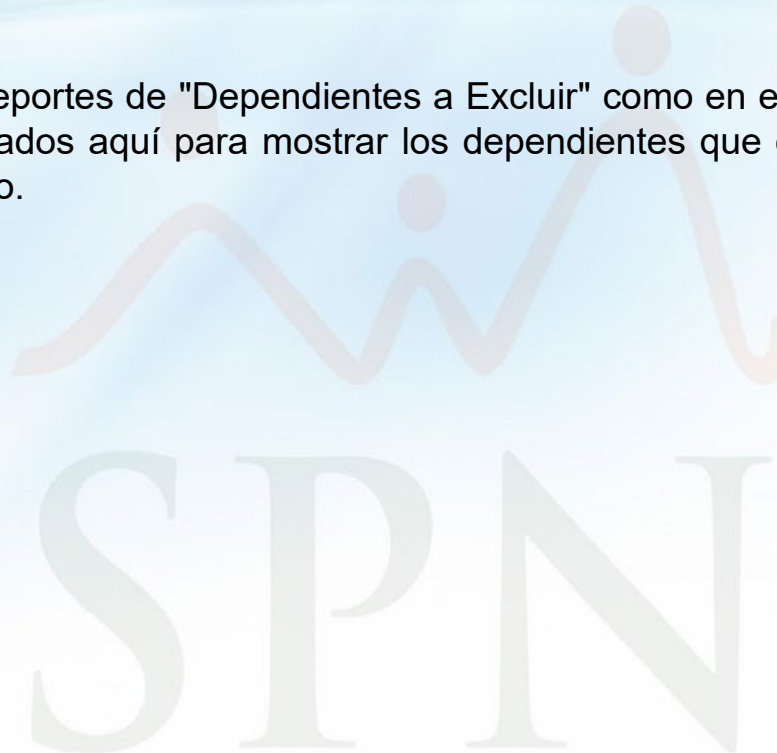 eportes de "Dependientes a Excluir" como en e
ados aquí para mostrar los dependientes que
o.
SPN